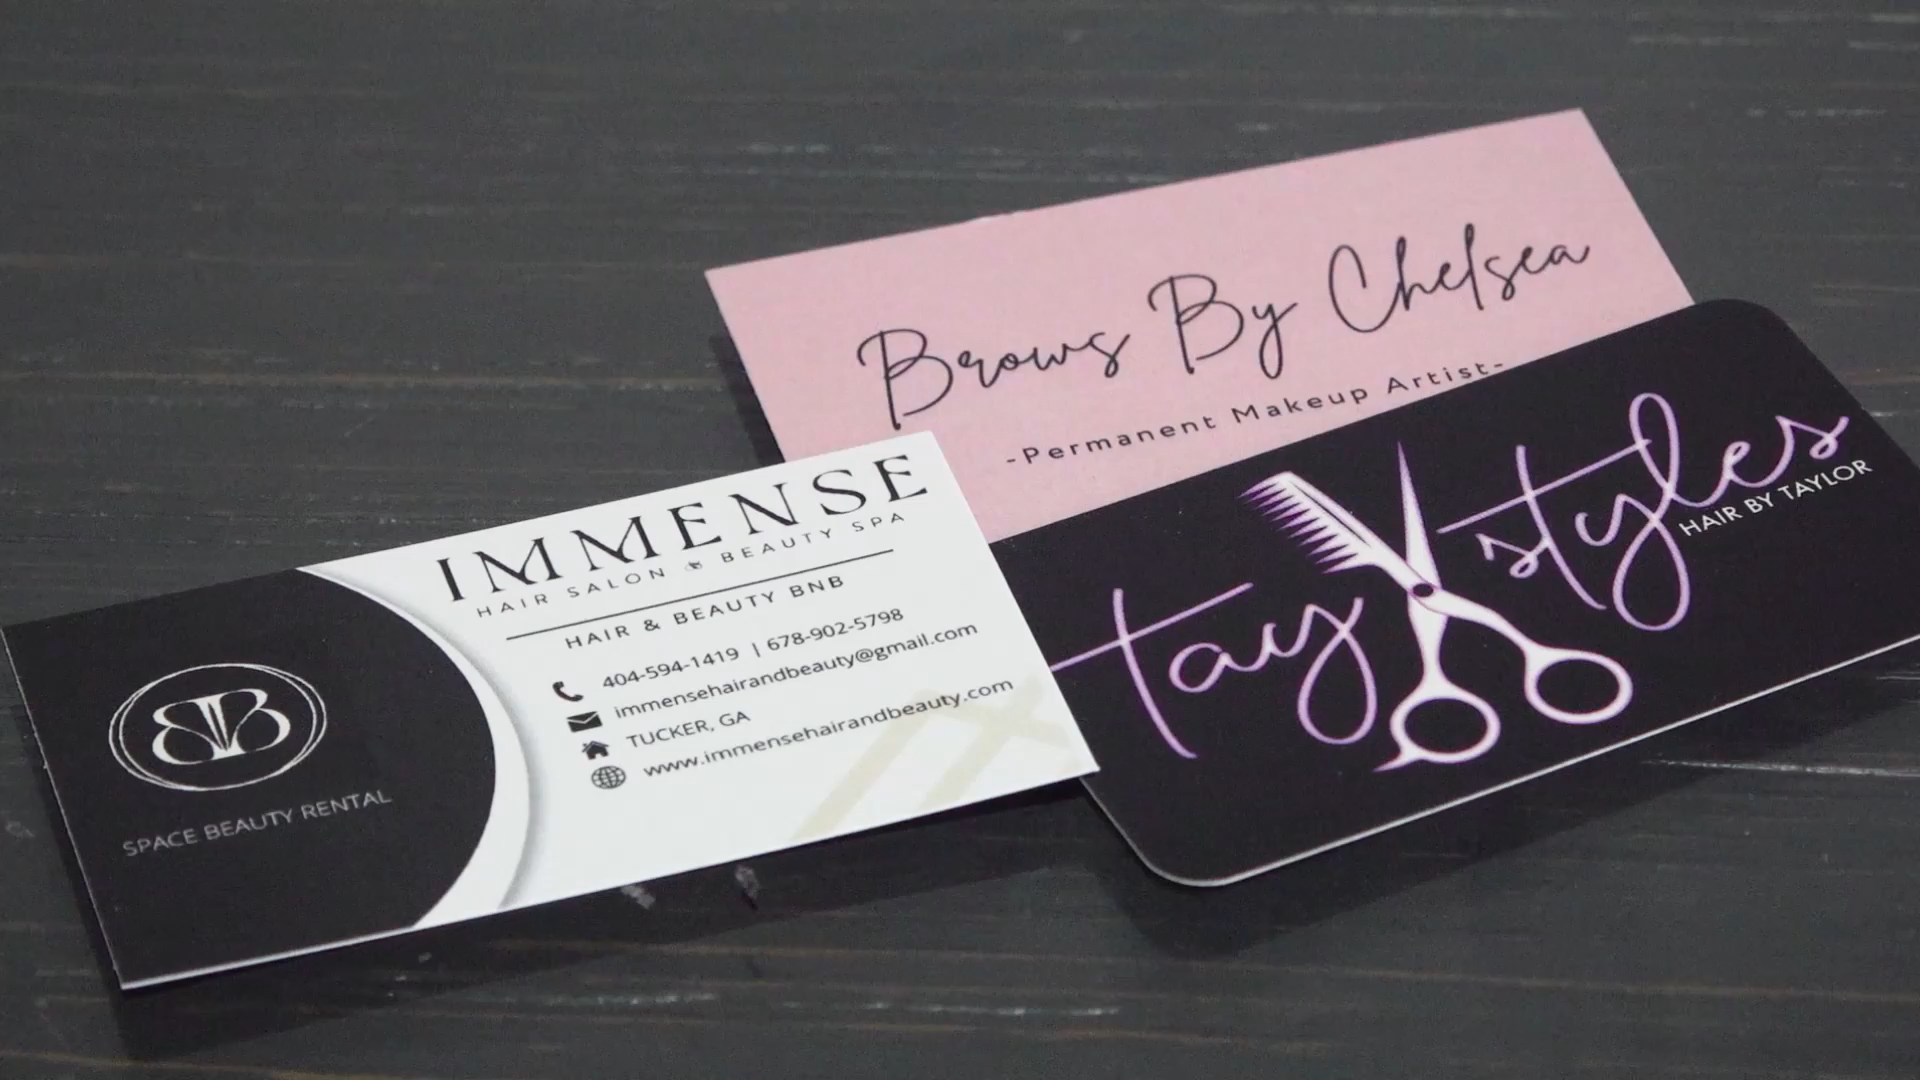 Brows By Chelsea
-Permanent Makeup Artist-
IMMENSE
HAIR SALON & BEAUTY SPA
HAIR & BEAUTY BNB
404-594-1419 | 678-902-5798
immensehairandbeauty@gmail.com
TUCKER, GA
www.immensehairandbeauty.com
BB
SPACE BEAUTY RENTAL
tay styles
HAIR BY TAYLOR